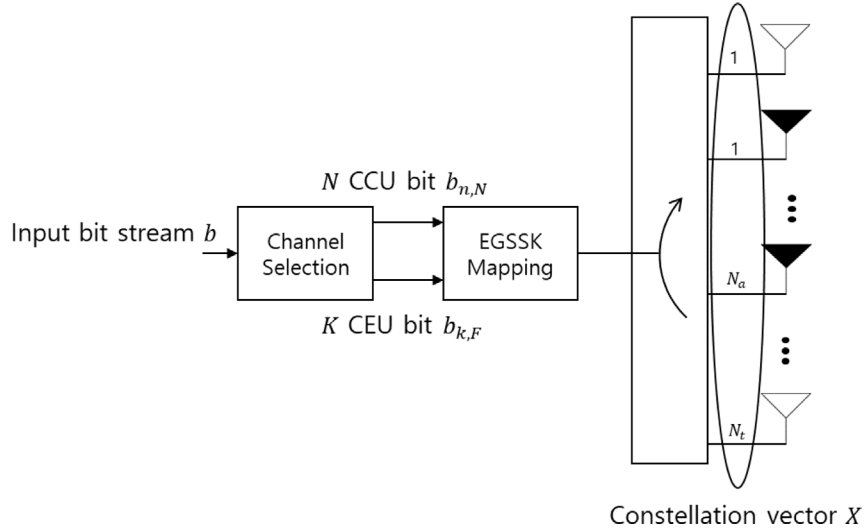 1
1
N CCU bit b_{n,N}
Input bit stream b
Channel
Selection
EGSSK
Mapping
N_a
K CEU bit b_{k,F}
N_t
Constellation vector X